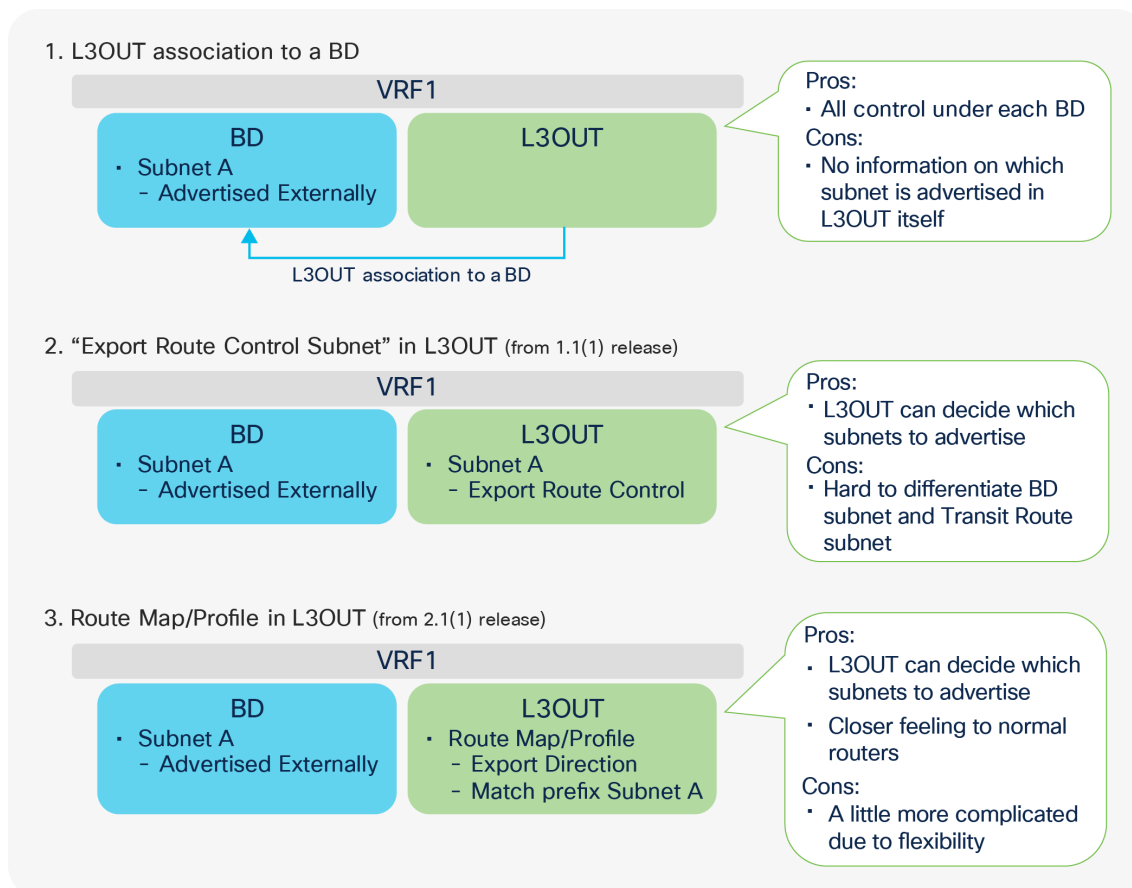 1. L3OUT association to a BD
VRF1
BD
▪ Subnet A
– Advertised Externally
L3OUT
L3OUT association to a BD
Pros:
▪ All control under each BD
Cons:
▪ No information on which
subnet is advertised in
L3OUT itself
2. “Export Route Control Subnet” in L3OUT (from 1.1(1) release)
VRF1
BD
▪ Subnet A
– Advertised Externally
L3OUT
▪ Subnet A
– Export Route Control
Pros:
▪ L3OUT can decide which
subnets to advertise
Cons:
▪ Hard to differentiate BD
subnet and Transit Route
subnet
3. Route Map/Profile in L3OUT (from 2.1(1) release)
VRF1
BD
▪ Subnet A
– Advertised Externally
L3OUT
▪ Route Map/Profile
– Export Direction
– Match prefix Subnet A
Pros:
▪ L3OUT can decide which
subnets to advertise
▪ Closer feeling to normal
routers
Cons:
▪ A little more complicated
due to flexibility